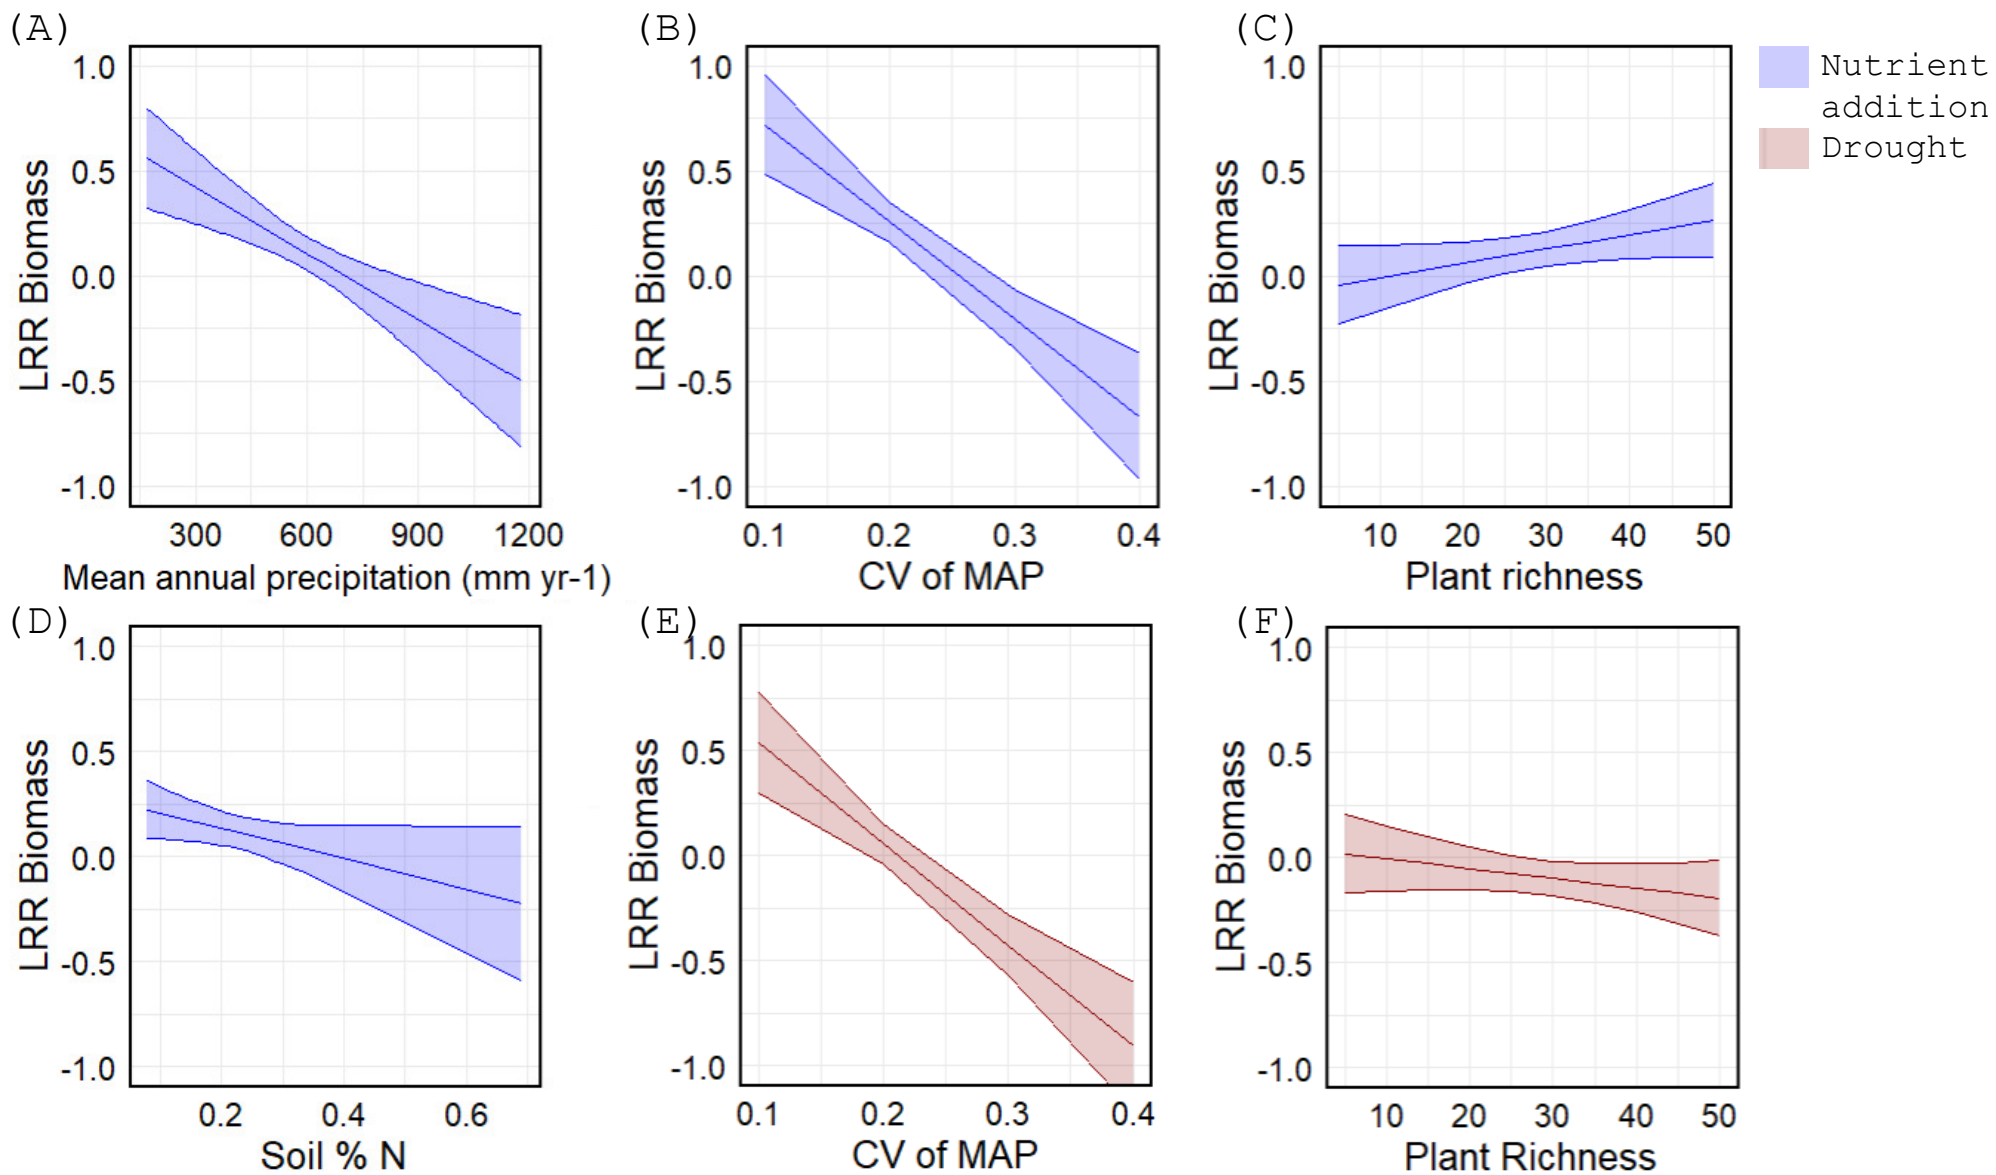 (A)
(B)
(C)
1.0
0.5
0.0
-0.5
-1.0
LRR Biomass
300 600 900 1200
Mean annual precipitation (mm yr-1)
1.0
0.5
0.0
-0.5
-1.0
LRR Biomass
0.1 0.2 0.3 0.4
CV of MAP
1.0
0.5
0.0
-0.5
-1.0
LRR Biomass
10 20 30 40 50
Plant richness
Nutrient
addition
Drought
(D)
(E)
(F)
1.0
0.5
0.0
-0.5
-1.0
LRR Biomass
0.2 0.4 0.6
Soil % N
1.0
0.5
0.0
-0.5
-1.0
LRR Biomass
0.1 0.2 0.3 0.4
CV of MAP
1.0
0.5
0.0
-0.5
-1.0
LRR Biomass
10 20 30 40 50
Plant Richness